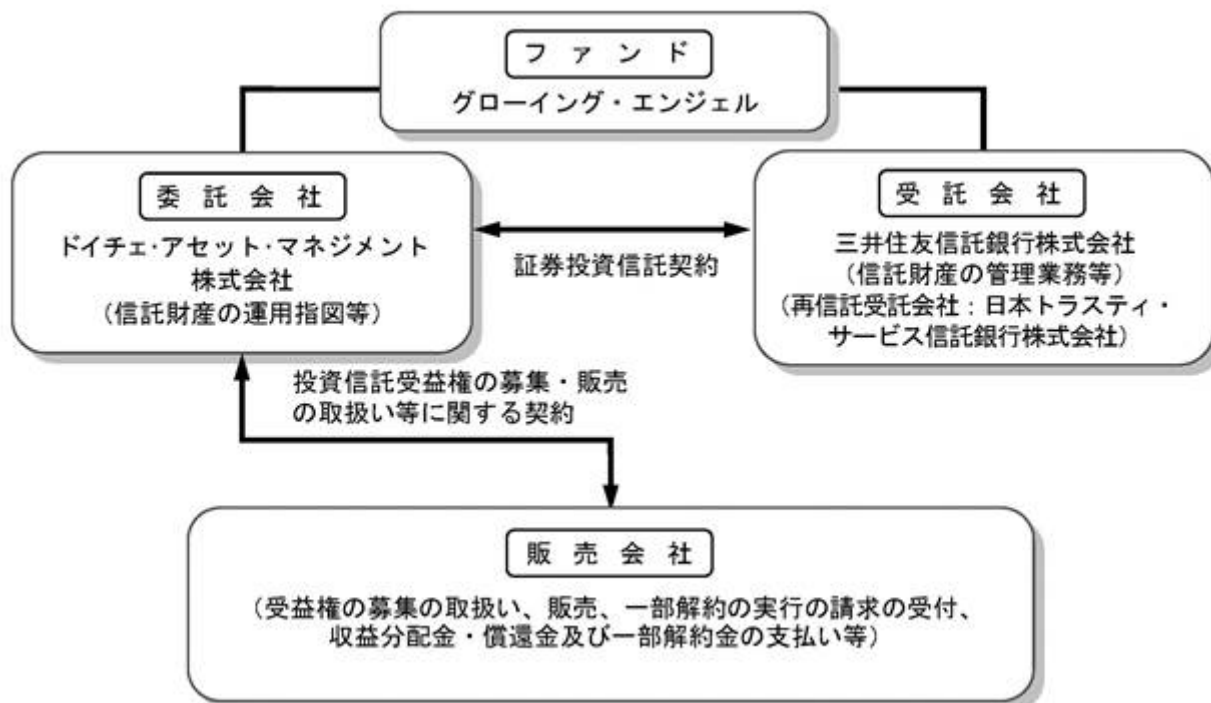 ファンド
グローイング・エンジェル
委託会社
ドイチェ・アセット・マネジメント
株式会社
(信託財産の運用指図等)
証券投資信託契約
受託会社
三井住友信託銀行株式会社
(信託財産の管理業務等)
(再信託受託会社：日本トラスティ・
サービス信託銀行株式会社)
投資信託受益権の募集・販売
の取扱い等に関する契約
販売会社
(受益権の募集の取扱い、販売、一部解約の実行の請求の受付、
収益分配金・償還金及び一部解約金の支払い等)